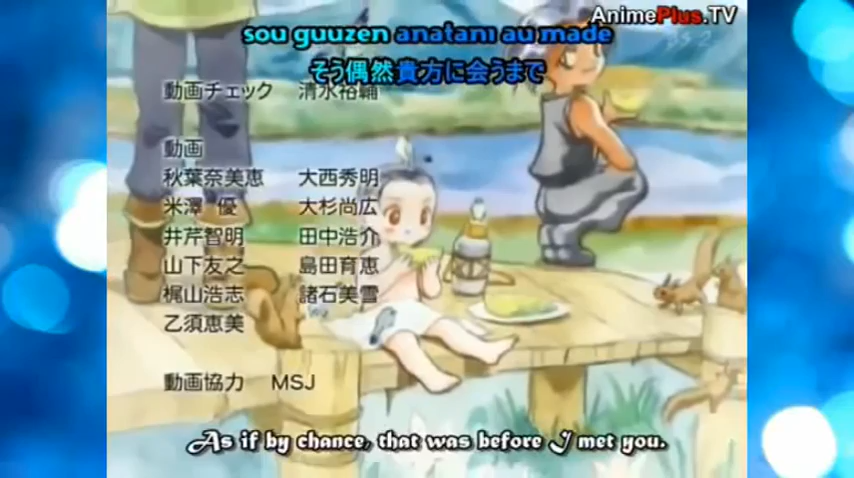 AnimePlus.TV
sou guuzen anatani au made
そう偶然貴方に会うまで
動画チェック 清水裕輔
動画
秋葉奈美恵 大西秀明
米澤 優 大杉尚広
井芹智明 田中浩介
山下友之 島田育恵
梶山浩志 諸石美雪
乙須恵美
動画協力 MSJ
As if by chance, that was before I met you.